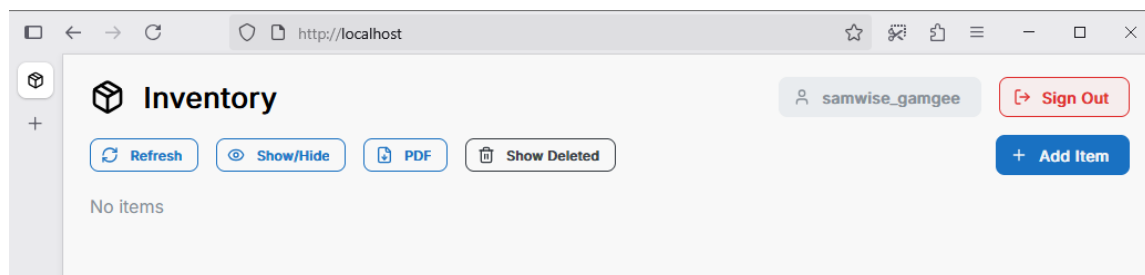 http://localhost
Inventory
samwise_gamgee
Sign Out
Refresh
Show/Hide
PDF
Show Deleted
+ Add Item
No items